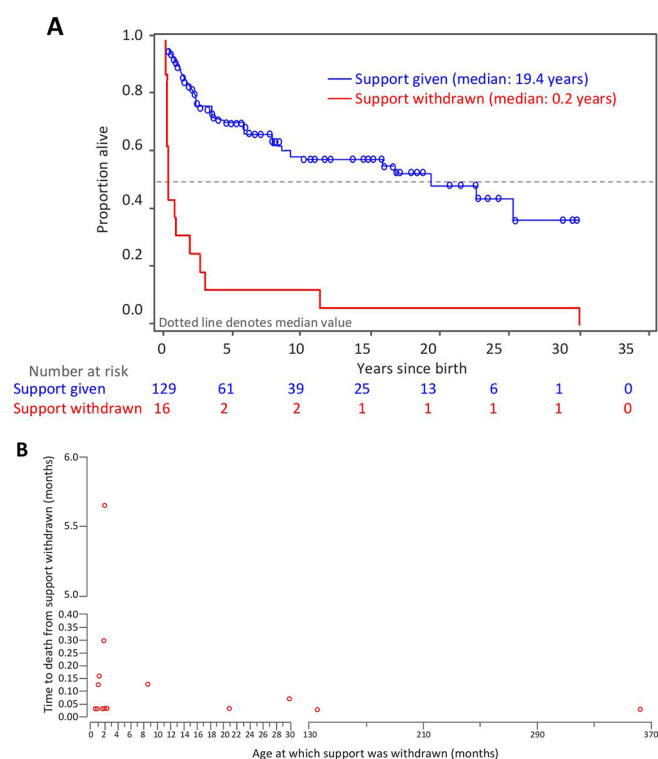 A
Proportion alive
1.0
0.8
0.6
0.4
0.2
0.0
Support given (median: 19.4 years)
Support withdrawn (median: 0.2 years)
Dotted line denotes median value
0 5 10 15 20 25 30 35
Years since birth
Number at risk
Support given 129 61 39 25 13 6 1 0
Support withdrawn 16 2 2 1 1 1 1 0
B
Time to death from support withdrawn (months)
6.0
5.5
5.0
0.40
0.35
0.30
0.25
0.20
0.15
0.10
0.05
0.00
0 2 4 6 8 10 12 14 16 18 20 22 24 26 28 30 130 210 290 370
Age at which support was withdrawn (months)